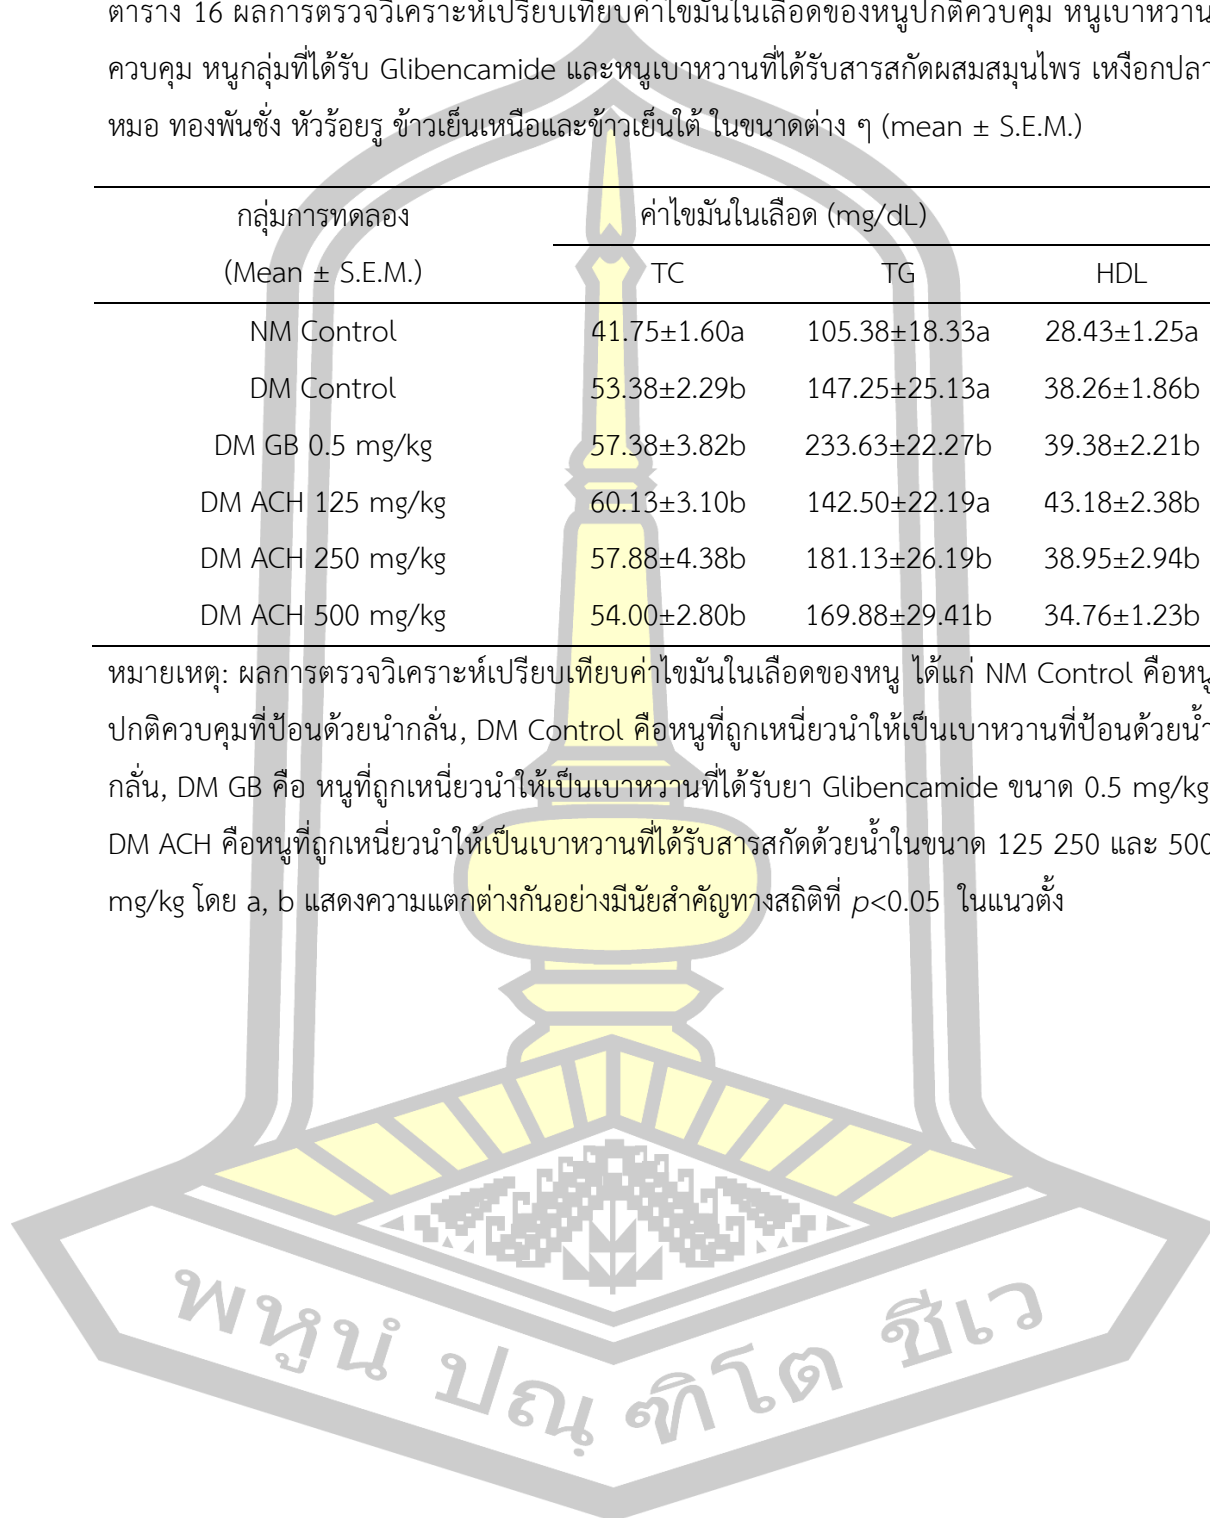 ตาราง 16 ผลการตรวจวิเคราะห์เปรียบเทียบค่าไขมันในเลือดของหนูปกติควบคุม หนูเบาหวาน
ควบคุม หนูกลุ่มที่ได้รับ Glibencamide และหนูเบาหวานที่ได้รับสารสกัดผสมสมุนไพร เหงือกปลา
หมอ ทองพันชั่ง หัวร้อยรู ข้าวเย็นเหนือและข้าวเย็นใต้ ในขนาดต่าง ๆ (mean ± S.E.M.)
กลุ่มการทดลอง ค่าไขมันในเลือด (mg/dL)
(Mean ± S.E.M.) TC TG HDL
NM Control 41.75±1.60a 105.38±18.33a 28.43±1.25a
DM Control 53.38±2.29b 147.25±25.13a 38.26±1.86b
DM GB 0.5 mg/kg 57.38±3.82b 233.63±22.27b 39.38±2.21b
DM ACH 125 mg/kg 60.13±3.10b 142.50±22.19a 43.18±2.38b
DM ACH 250 mg/kg 57.88±4.38b 181.13±26.19b 38.95±2.94b
DM ACH 500 mg/kg 54.00±2.80b 169.88±29.41b 34.76±1.23b
หมายเหตุ: ผลการตรวจวิเคราะห์เปรียบเทียบค่าไขมันในเลือดของหนู ได้แก่ NM Control คือหนู
ปกติควบคุมที่ป้อนด้วยนำกลั่น, DM Control คือหนูที่ถูกเหนี่ยวนำให้เป็นเบาหวานที่ป้อนด้วยน้ำ
กลั่น, DM GB คือ หนูที่ถูกเหนี่ยวนำให้เป็นเบาหวานที่ได้รับยา Glibencamide ขนาด 0.5 mg/kg
DM ACH คือหนูที่ถูกเหนี่ยวนำให้เป็นเบาหวานที่ได้รับสารสกัดด้วยน้ำในขนาด 125 250 และ 500
mg/kg โดย a, b แสดงความแตกต่างกันอย่างมีนัยสำคัญทางสถิติที่ p<0.05 ในแนวตั้ง
พหูนํ ปณฺฑิโต ชีเว